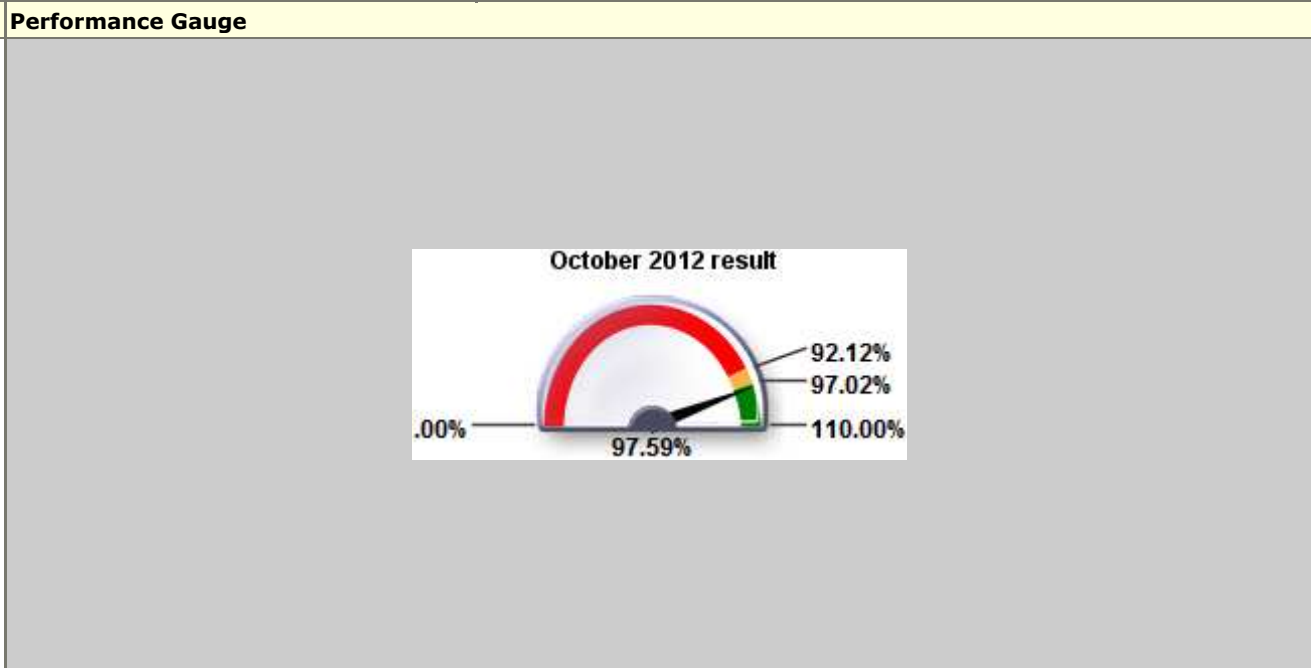 Performance Gauge
October 2012 result
92.12%
97.02%
.00%
110.00%
97.59%